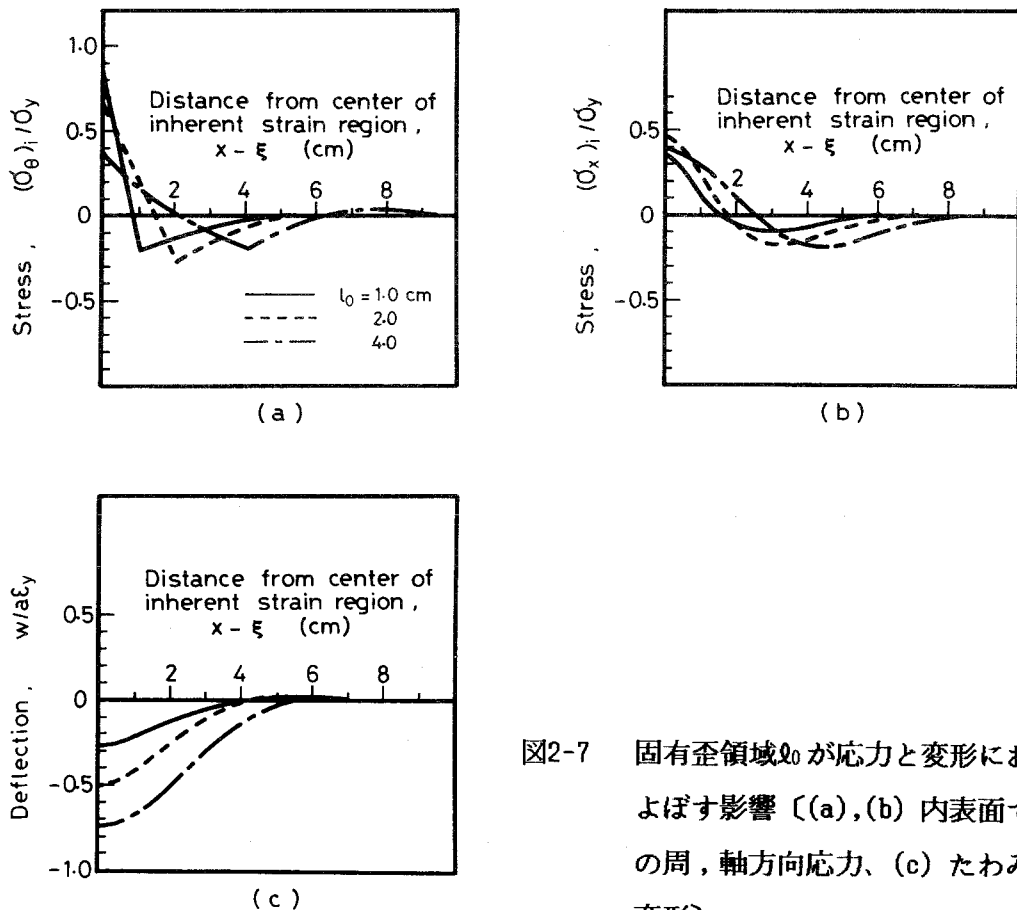 1.0
0.5
0
-0.5
Stress , (σθ)i/σy
Distance from center of
inherent strain region ,
x - ξ (cm)
2 4 6 8
l0 = 1.0 cm
2.0
4.0
(a)
0.5
0
-0.5
Stress , (σx)i/σy
Distance from center of
inherent strain region ,
x - ξ (cm)
2 4 6 8
(b)
0.5
0
-0.5
-1.0
Deflection , w/aεy
Distance from center of
inherent strain region ,
x - ξ (cm)
2 4 6 8
(c)
図2-7 固有歪領域ℓ0が応力と変形にお
よぼす影響〔(a),(b) 内表面
の周，軸方向応力、(c) たわみ